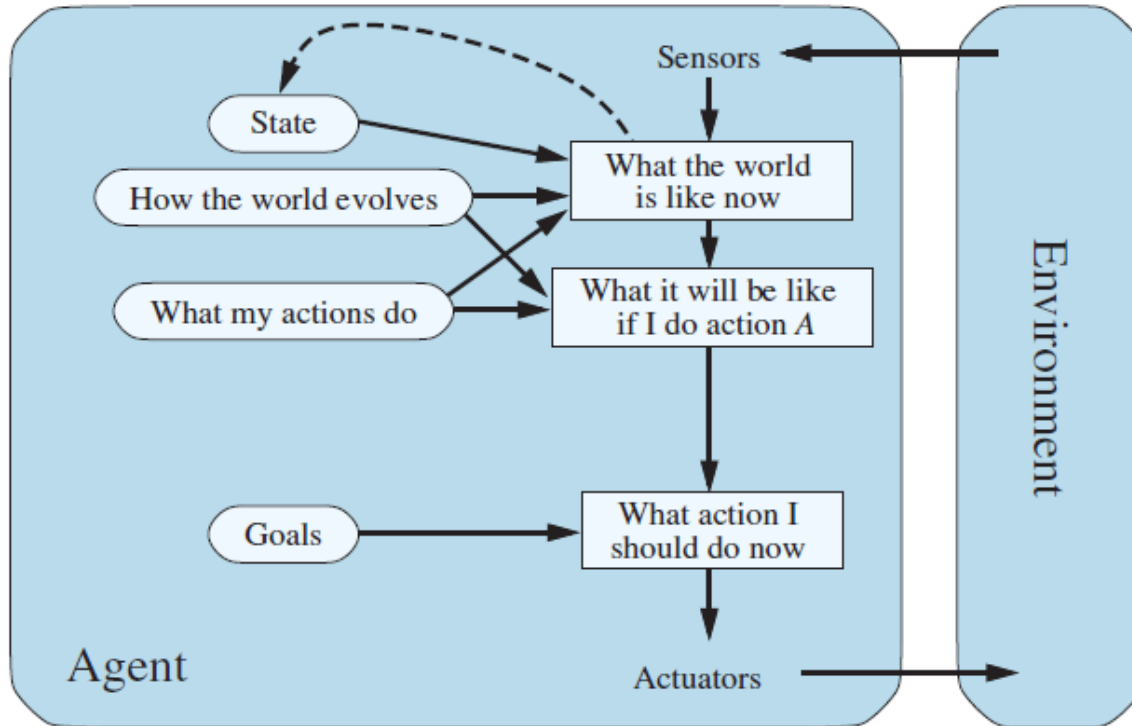 Sensors
State
What the world
is like now
How the world evolves
What it will be like
if I do action A
What my actions do
Environment
What action I
should do now
Goals
Agent
Actuators